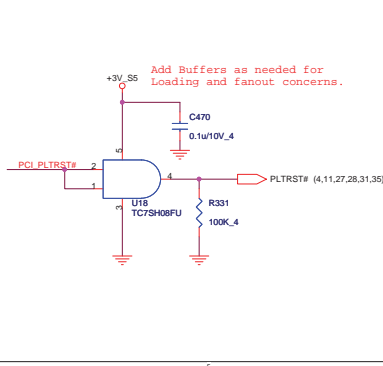 Add Buffers as needed for
Loading and fanout concerns.
+3V_S5
C470
0.1u/10V_4
5
PCI_PLTRST#
2
1
4
3
U18
TC7SH08FU
PLTRST# (4,11,27,28,31,35)
R331
100K_4